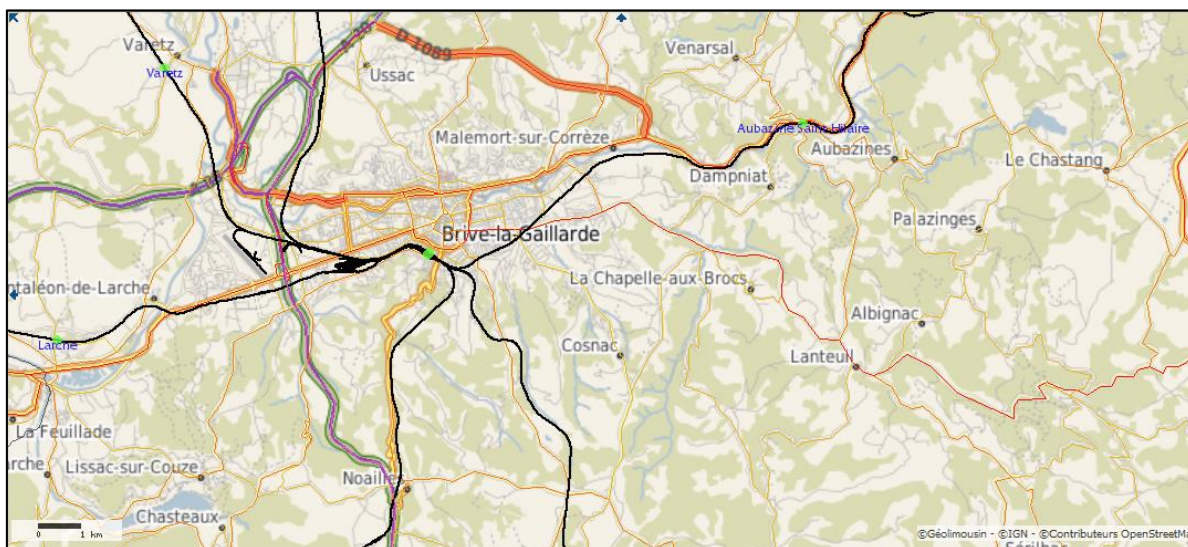 Varetz
Varetz
D 1089
Ussac
Venarsal
Malemort-sur-Corrèze
Aubazine Saint-Hilaire
Aubazines
Le Chastang
Dampniat
Palazinges
Brive-la-Gaillarde
La Chapelle-aux-Brocs
ntaléon-de-Larche
Albignac
Larche
Cosnac
Lanteuil
La Feuillade
arche
Lissac-sur-Couze
Noailles
Chasteaux
0 1 km
©Géolimousin - ©IGN - ©Contributeurs OpenStreetMa